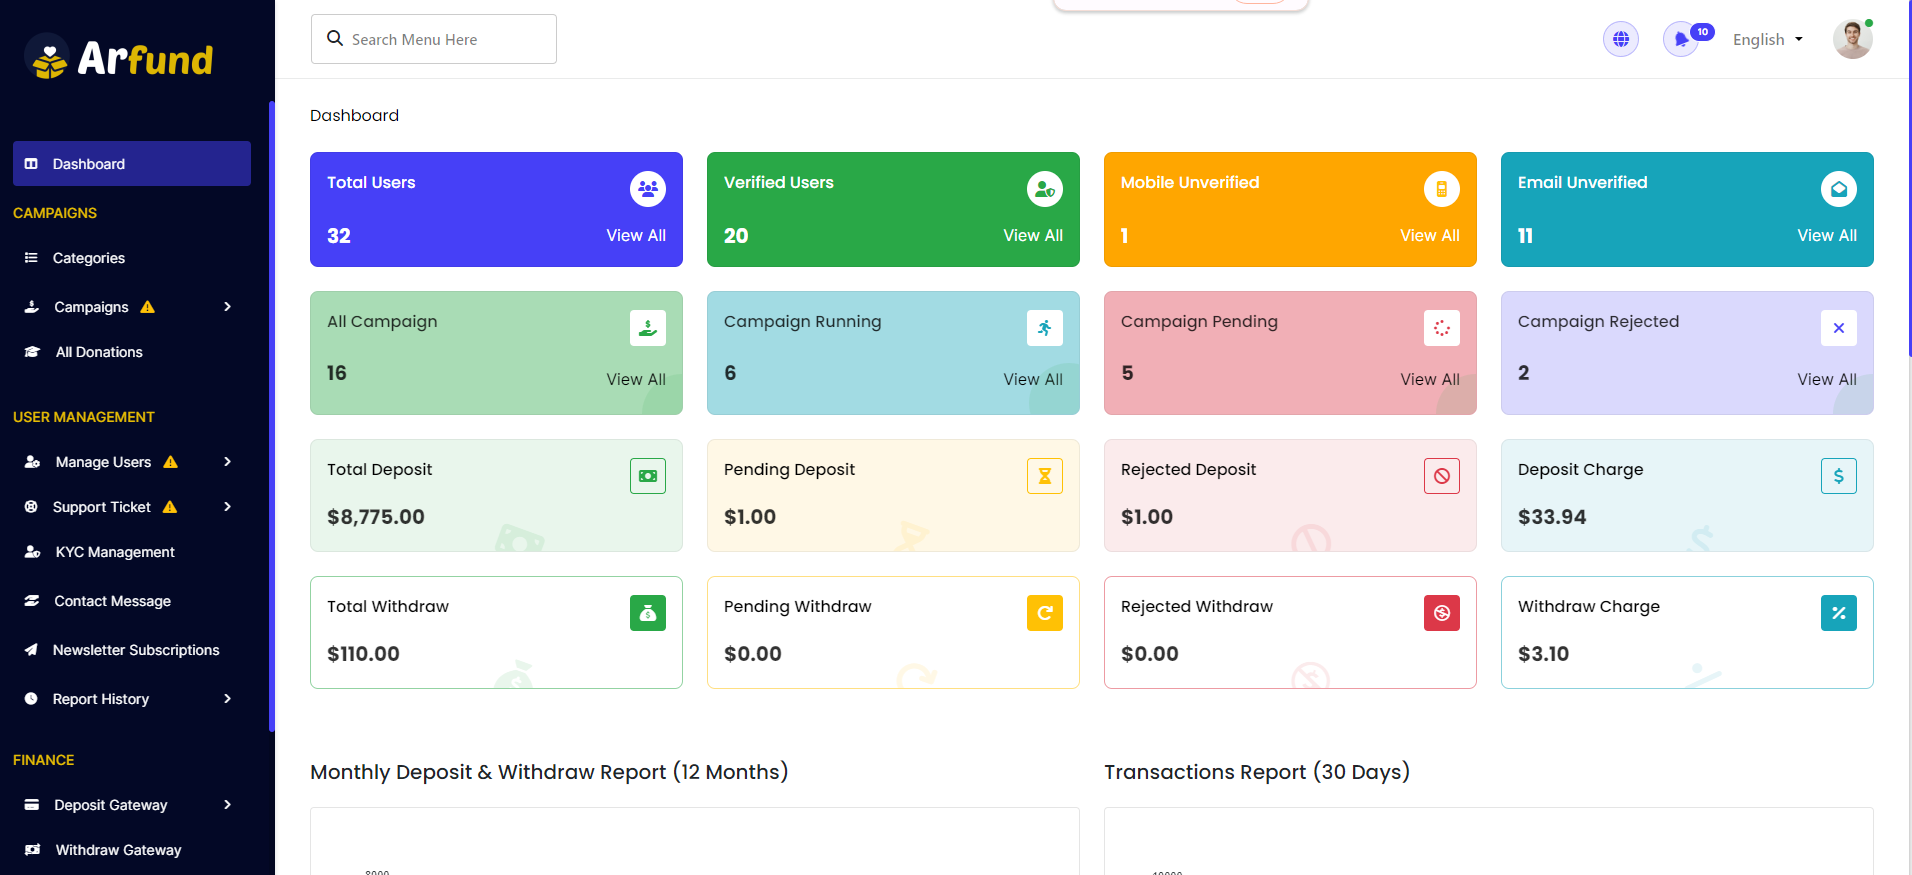 Arfund
Search Menu Here
10
English
Dashboard
CAMPAIGNS
Categories
Campaigns
All Donations
USER MANAGEMENT
Manage Users
Support Ticket
KYC Management
Contact Message
Newsletter Subscriptions
Report History
FINANCE
Deposit Gateway
Withdraw Gateway
Dashboard
Total Users
32
View All
Verified Users
20
View All
Mobile Unverified
1
View All
Email Unverified
11
View All
All Campaign
16
View All
Campaign Running
6
View All
Campaign Pending
5
View All
Campaign Rejected
2
View All
Total Deposit
$8,775.00
Pending Deposit
$1.00
Rejected Deposit
$1.00
Deposit Charge
$33.94
Total Withdraw
$110.00
Pending Withdraw
$0.00
Rejected Withdraw
$0.00
Withdraw Charge
$3.10
Monthly Deposit & Withdraw Report (12 Months)
Transactions Report (30 Days)